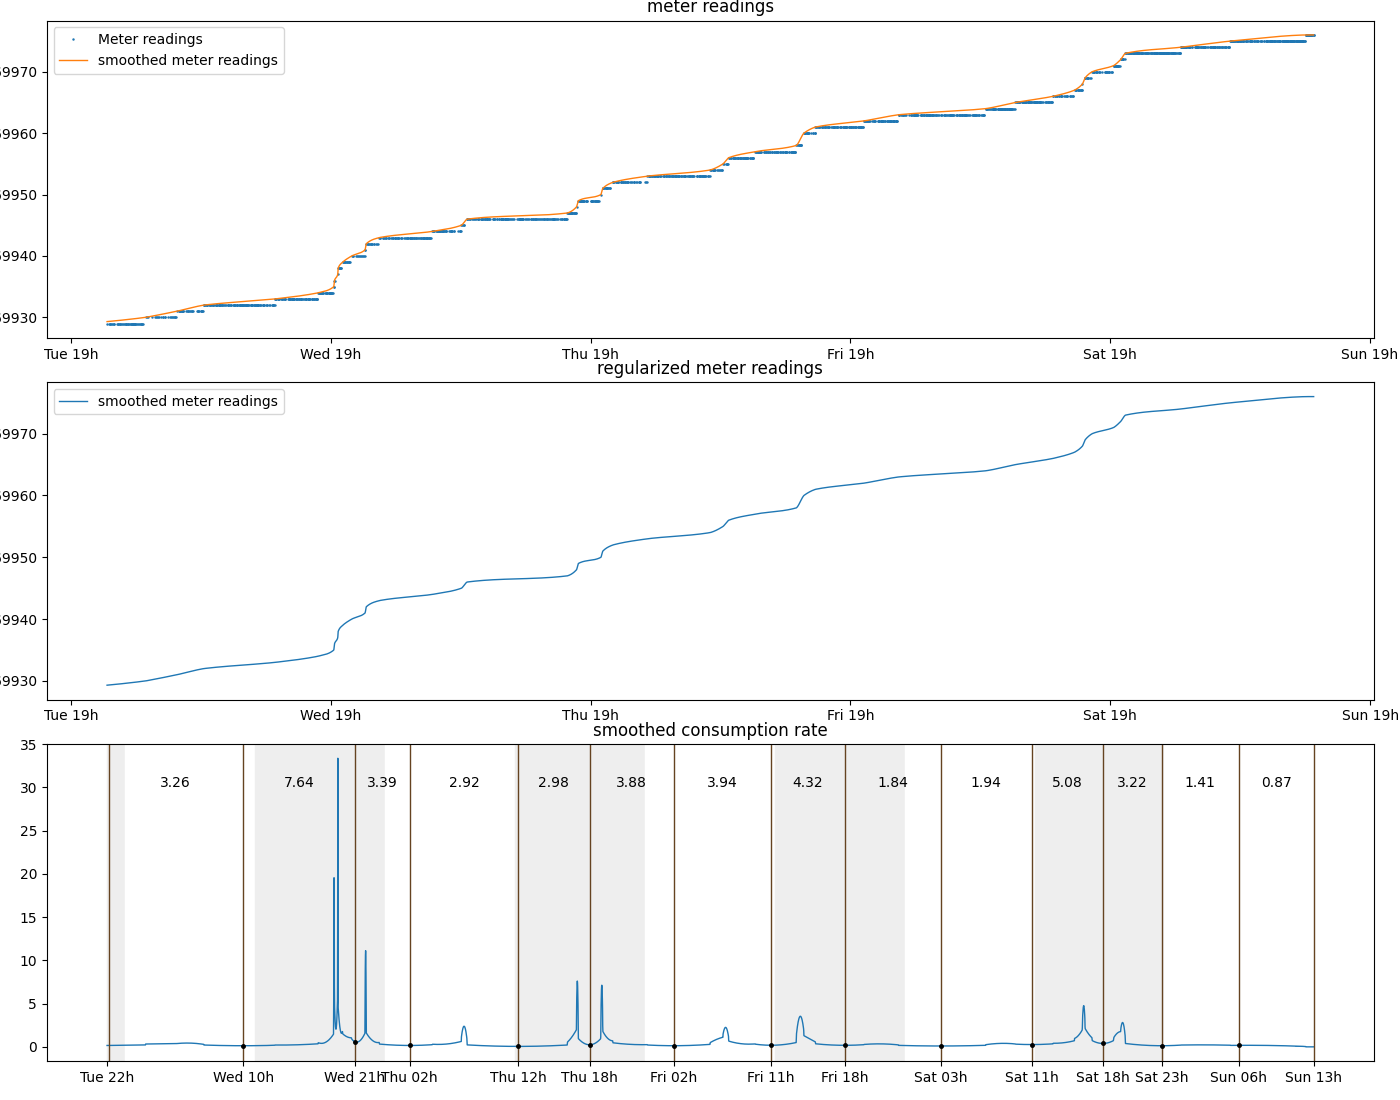 meter readings
Meter readings
smoothed meter readings
9970
9960
9950
9940
9930
Tue 19h Wed 19h Thu 19h Fri 19h Sat 19h Sun 19h
regularized meter readings
smoothed meter readings
9970
9960
9950
9940
9930
Tue 19h Wed 19h Thu 19h Fri 19h Sat 19h Sun 19h
smoothed consumption rate
35
3.26 7.64 3.39 2.92 2.98 3.88 3.94 4.32 1.84 1.94 5.08 3.22 1.41 0.87
30
25
20
15
10
5
0
Tue 22h Wed 10h Wed 21h Thu 02h Thu 12h Thu 18h Fri 02h Fri 11h Fri 18h Sat 03h Sat 11h Sat 18h Sat 23h Sun 06h Sun 13h